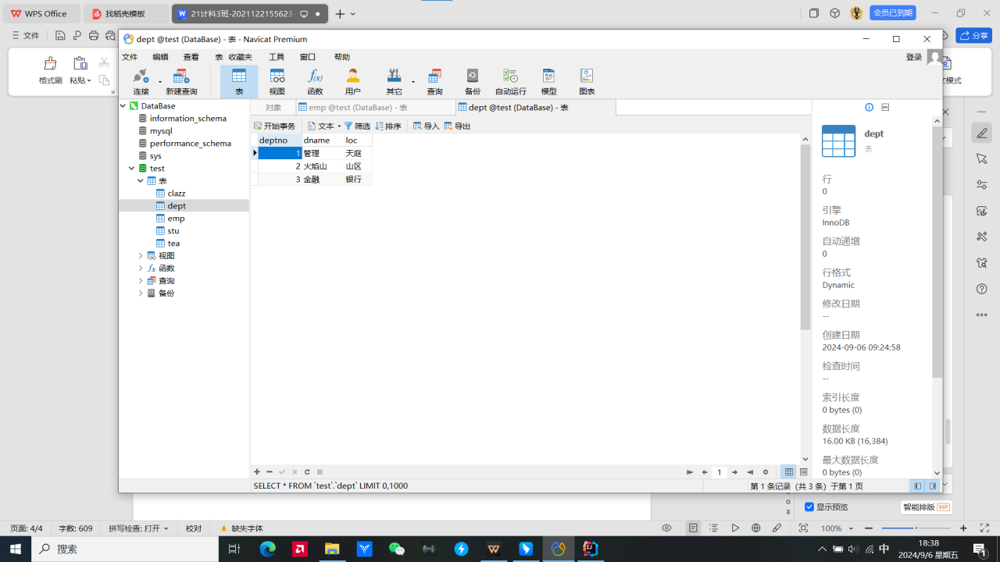 WPS Office
找稻壳模板
21计科3班-2021122155623-
会员已到期
文件
分享
格式刷
粘贴
dept @test (DataBase) - 表 - Navicat Premium
文件 编辑 查看 表 收藏夹 工具 窗口 帮助
登录
连接 新建查询 表 视图 函数 用户 其它 查询 备份 自动运行 模型 图表
对象
emp @test (DataBase) - 表
dept @test (DataBase) - 表
开始事务 文本 筛选 排序 导入 导出
DataBase
information_schema
mysql
performance_schema
sys
test
表
clazz
dept
emp
stu
tea
视图
函数
查询
备份
deptno dname loc
1 管理 天庭
2 火焰山 山区
3 金融 银行
dept
表
行
0
引擎
InnoDB
自动递增
0
行格式
Dynamic
修改日期
--
创建日期
2024-09-06 09:24:58
检查时间
--
索引长度
0 bytes (0)
数据长度
16.00 KB (16,384)
最大数据长度
0 bytes (0)
1
SELECT * FROM `test`.`dept` LIMIT 0,1000
第 1 条记录 (共 3 条) 于第 1 页
显示预览
智能排版 VIP
页面: 4/4 字数: 609 拼写检查: 打开 校对 缺失字体
100%
搜索
中
18:38
2024/9/6 星期五
1